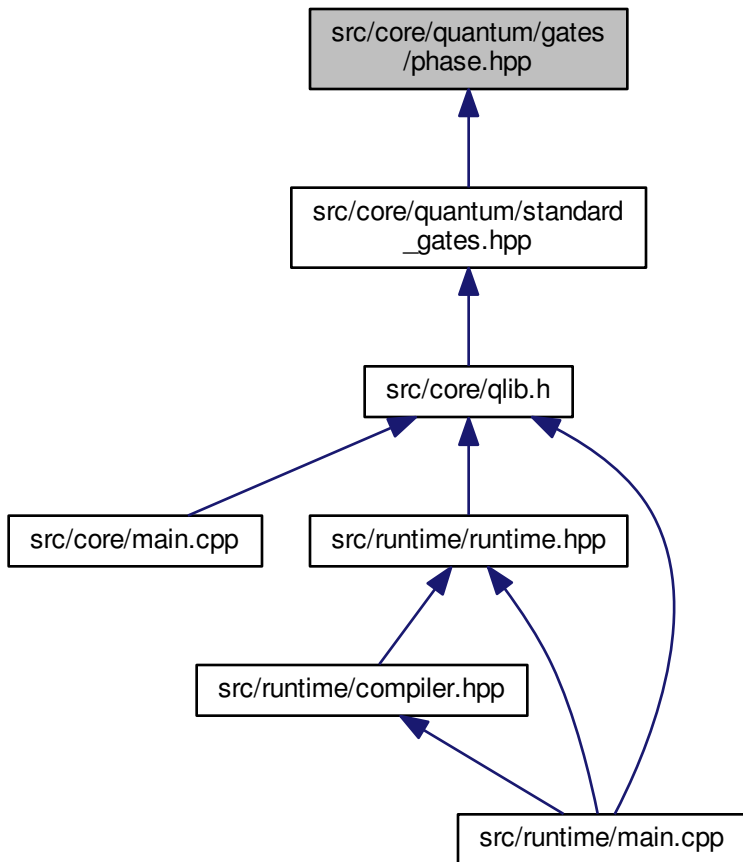 src/core/quantum/gates
/phase.hpp
src/core/quantum/standard
_gates.hpp
src/core/qlib.h
src/core/main.cpp
src/runtime/runtime.hpp
src/runtime/compiler.hpp
src/runtime/main.cpp